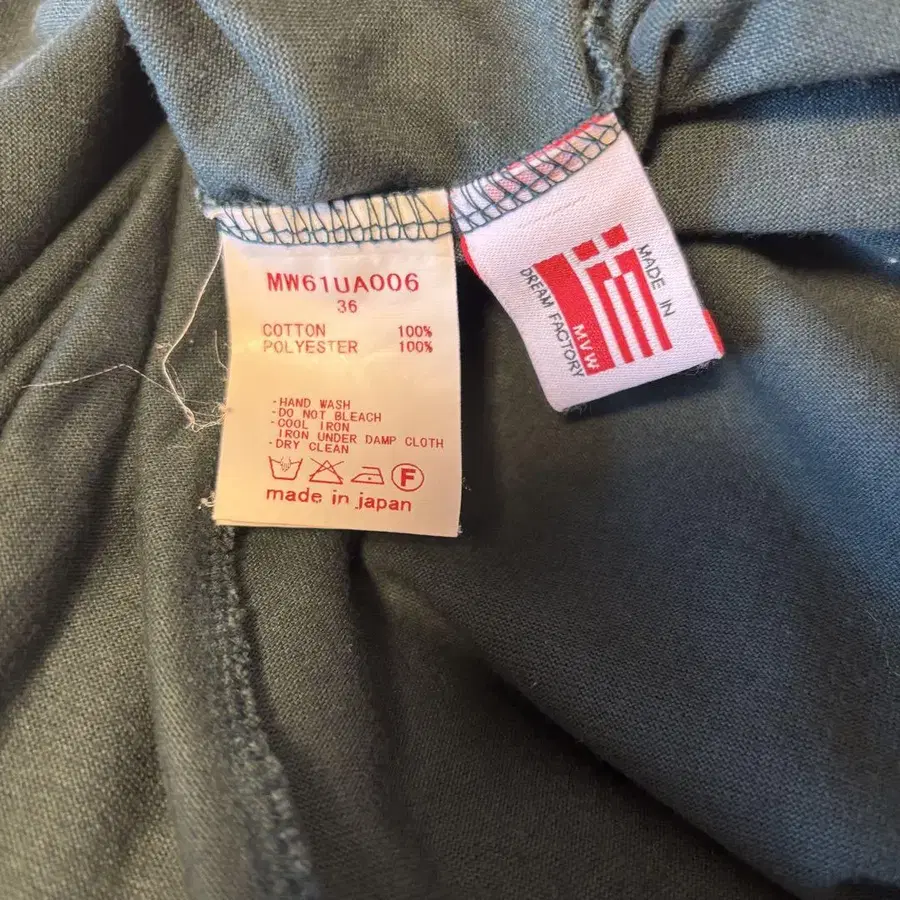 MW61UA006
36
COTTON 100%
POLYESTER 100%
-HAND WASH
-DO NOT BLEACH
-COOL IRON
IRON UNDER DAMP CLOTH
-DRY CLEAN
F
made in japan
MADE IN
MVW
DREAM FACTORY